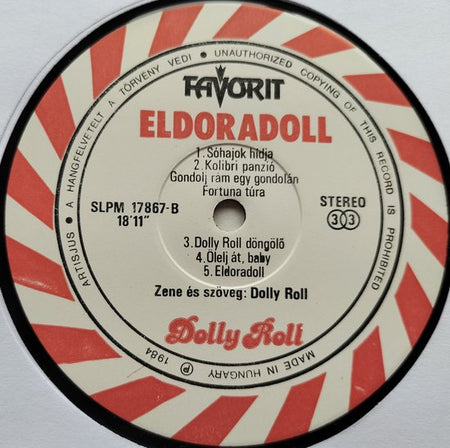 ARTISJUS • A HANGFELVETELT A TÖRVÉNY VÉDI • UNAUTHORIZED COPYING OF THIS RECORD IS PROHIBITED
FAVORIT
ELDORADOLL
1. Sóhajok hídja
2. Kolibri panzió
Gondolj rám egy gondolán
Fortuna túra
SLPM 17867-B
18'11"
STEREO
33
3. Dolly Roll döngölő
4. Ölelj át, baby
5. Eldoradoll
Zene és szöveg: Dolly Roll
Dolly Roll
℗ 1984 • MADE IN HUNGARY